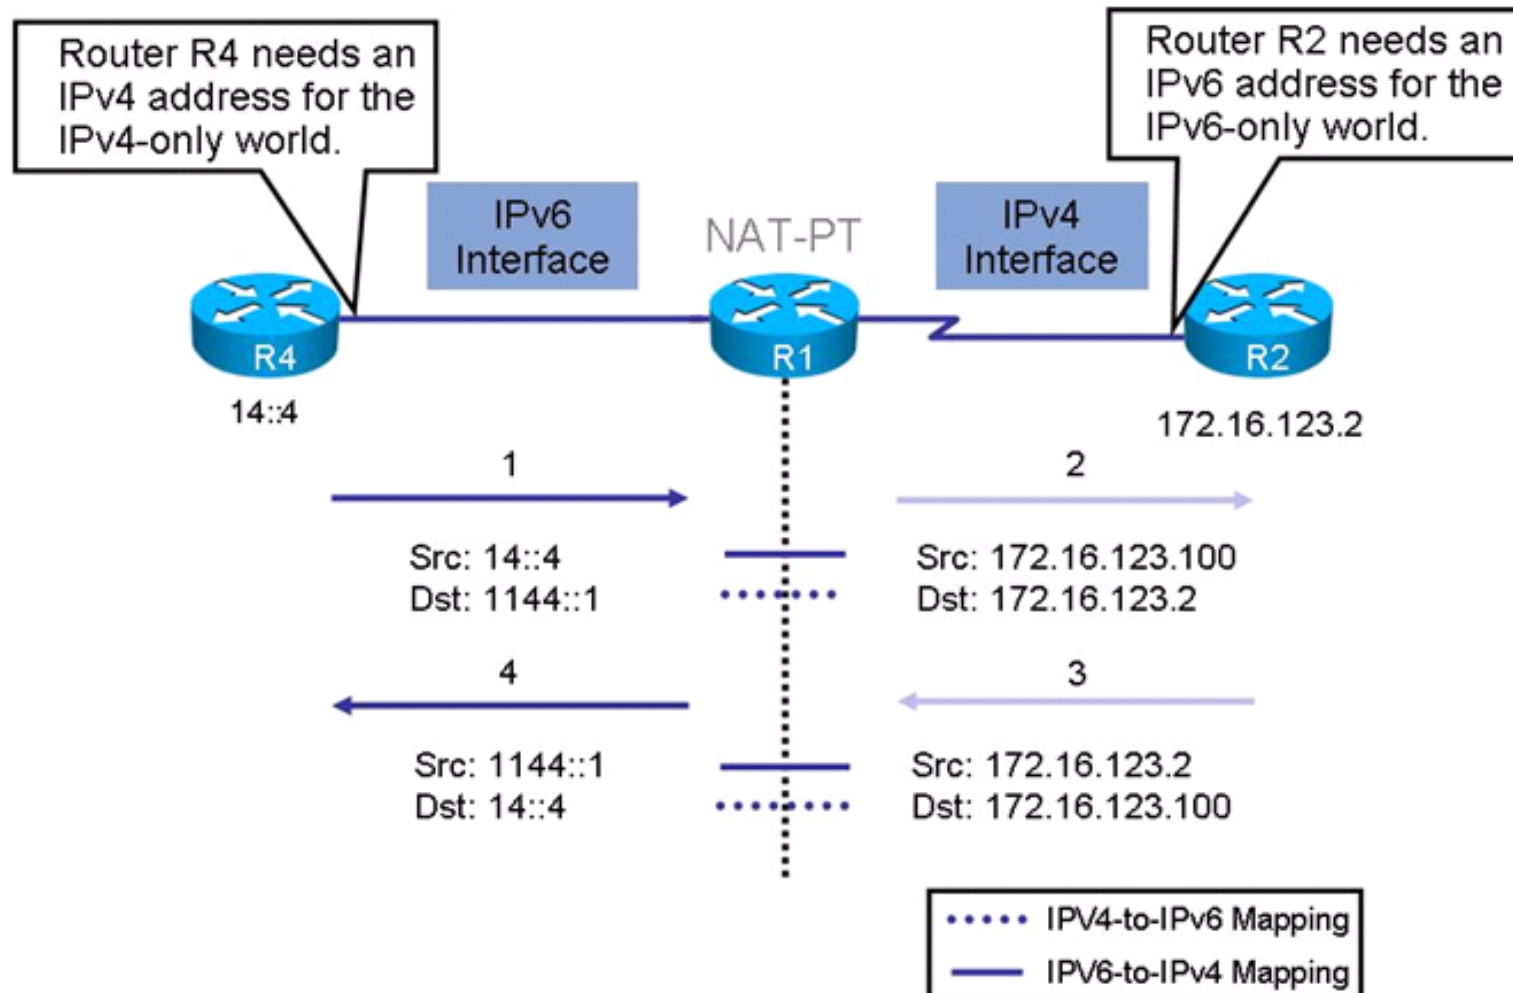 Router R4 needs an
IPv4 address for the
IPv4-only world.
Router R2 needs an
IPv6 address for the
IPv6-only world.
IPv6
Interface
NAT-PT
IPv4
Interface
R4
R1
R2
14::4
172.16.123.2
1
2
Src: 14::4
Dst: 1144::1
Src: 172.16.123.100
Dst: 172.16.123.2
4
3
Src: 1144::1
Dst: 14::4
Src: 172.16.123.2
Dst: 172.16.123.100
IPV4-to-IPv6 Mapping
IPV6-to-IPv4 Mapping